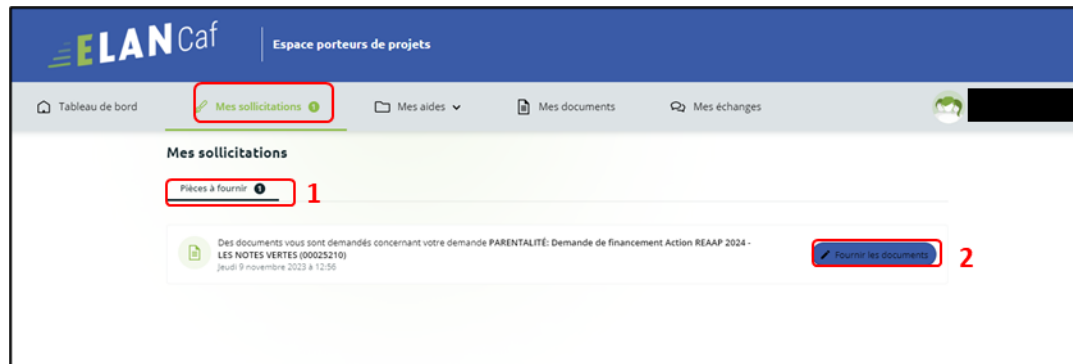 ELAN Caf
Espace porteurs de projets
Tableau de bord
Mes sollicitations 1
Mes aides
Mes documents
Mes échanges
Mes sollicitations
Pièces à fournir 1
1
Des documents vous sont demandés concernant votre demande PARENTALITÉ: Demande de financement Action REAAP 2024 -
LES NOTES VERTES (00025210)
Jeudi 9 novembre 2023 à 12:56
Fournir les documents
2